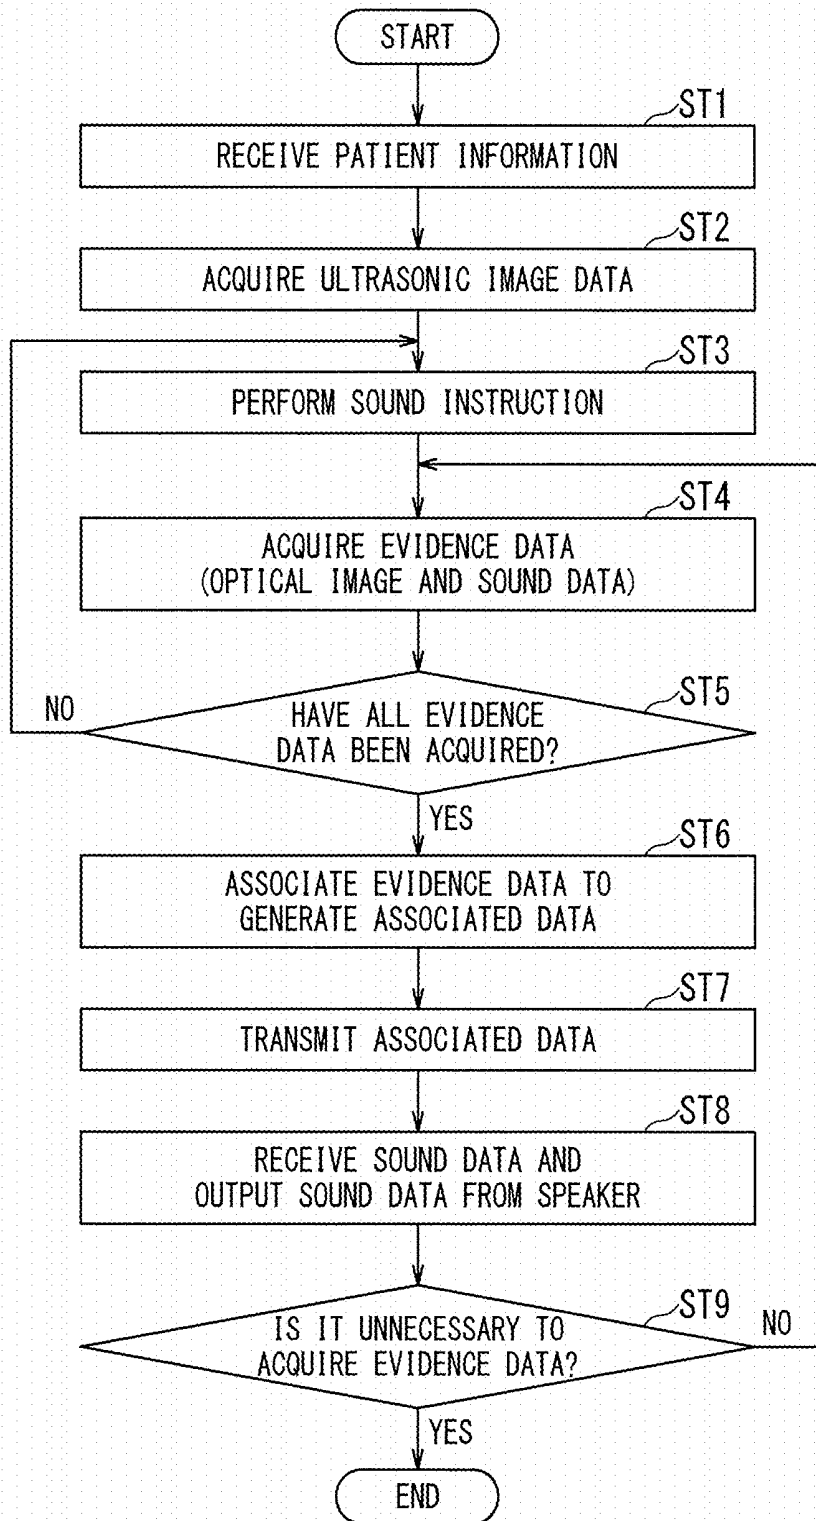 START
ST1
RECEIVE PATIENT INFORMATION
ST2
ACQUIRE ULTRASONIC IMAGE DATA
ST3
PERFORM SOUND INSTRUCTION
ST4
ACQUIRE EVIDENCE DATA
(OPTICAL IMAGE AND SOUND DATA)
ST5
NO
HAVE ALL EVIDENCE
DATA BEEN ACQUIRED?
YES
ST6
ASSOCIATE EVIDENCE DATA TO
GENERATE ASSOCIATED DATA
ST7
TRANSMIT ASSOCIATED DATA
ST8
RECEIVE SOUND DATA AND
OUTPUT SOUND DATA FROM SPEAKER
ST9
NO
IS IT UNNECESSARY TO
ACQUIRE EVIDENCE DATA?
YES
END